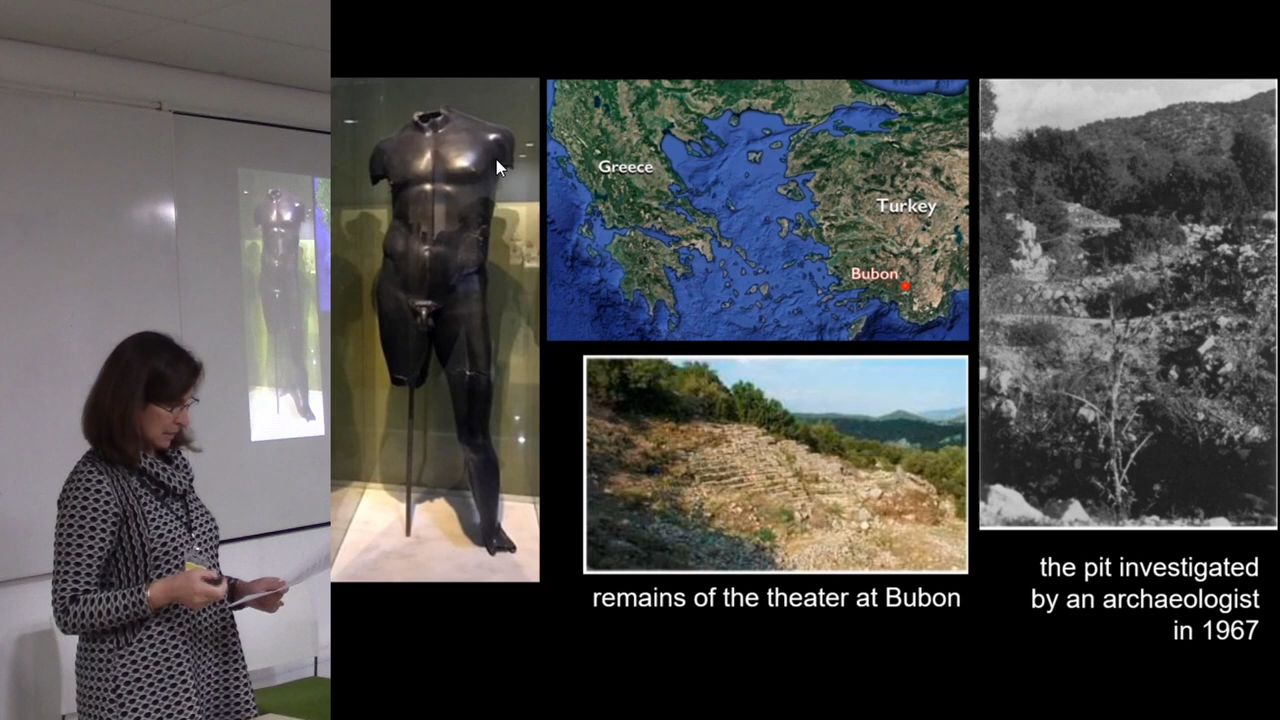 Greece
Turkey
Bubon
remains of the theater at Bubon
the pit investigated
by an archaeologist
in 1967